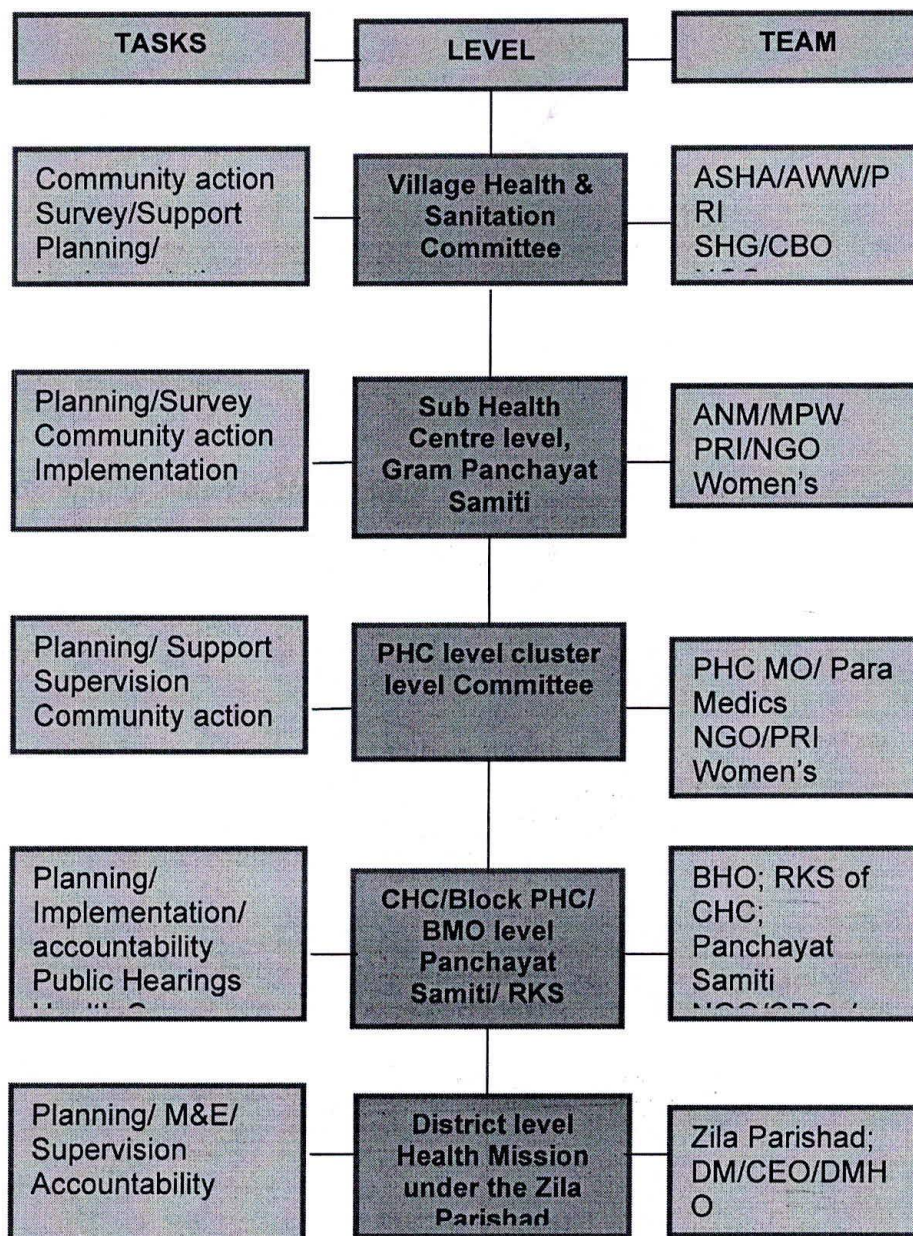 TASKS
LEVEL
TEAM
Community action
Survey/Support
Planning/
Village Health &
Sanitation
Committee
ASHA/AWW/P
RI
SHG/CBO
Planning/Survey
Community action
Implementation
Sub Health
Centre level,
Gram Panchayat
Samiti
ANM/MPW
PRI/NGO
Women's
Planning/ Support
Supervision
Community action
PHC level cluster
level Committee
PHC MO/ Para
Medics
NGO/PRI
Women's
Planning/
Implementation/
accountability
Public Hearings
CHC/Block PHC/
BMO level
Panchayat
Samiti/ RKS
BHO; RKS of
CHC;
Panchayat
Samiti
Planning/ M&E/
Supervision
Accountability
District level
Health Mission
under the Zila
Parishad
Zila Parishad;
DM/CEO/DMH
O